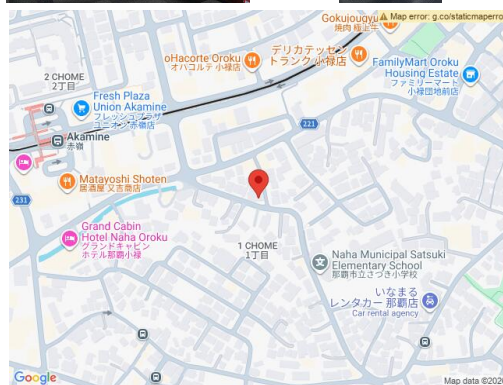 ⚠ Map error: g.co/staticmaperro
Gokujougyu
焼肉 極上牛
oHacorte Oroku
オハコルテ 小禄店
デリカテッセン
トランク 小禄店
FamilyMart Oroku
Housing Estate
ファミリーマート
小禄団地前店
2 CHOME
2丁目
Fresh Plaza
Union Akamine
フレッシュプラザ
ユニオン 赤嶺店
221
Akamine
赤嶺
Matayoshi Shoten
居酒屋 又吉商店
231
Grand Cabin
Hotel Naha Oroku
グランドキャビン
ホテル那覇小禄
1 CHOME
1丁目
Naha Municipal Satsuki
Elementary School
那覇市立さつき小学校
いなまる
レンタカー 那覇店
Car rental agency
Google
Map data ©202